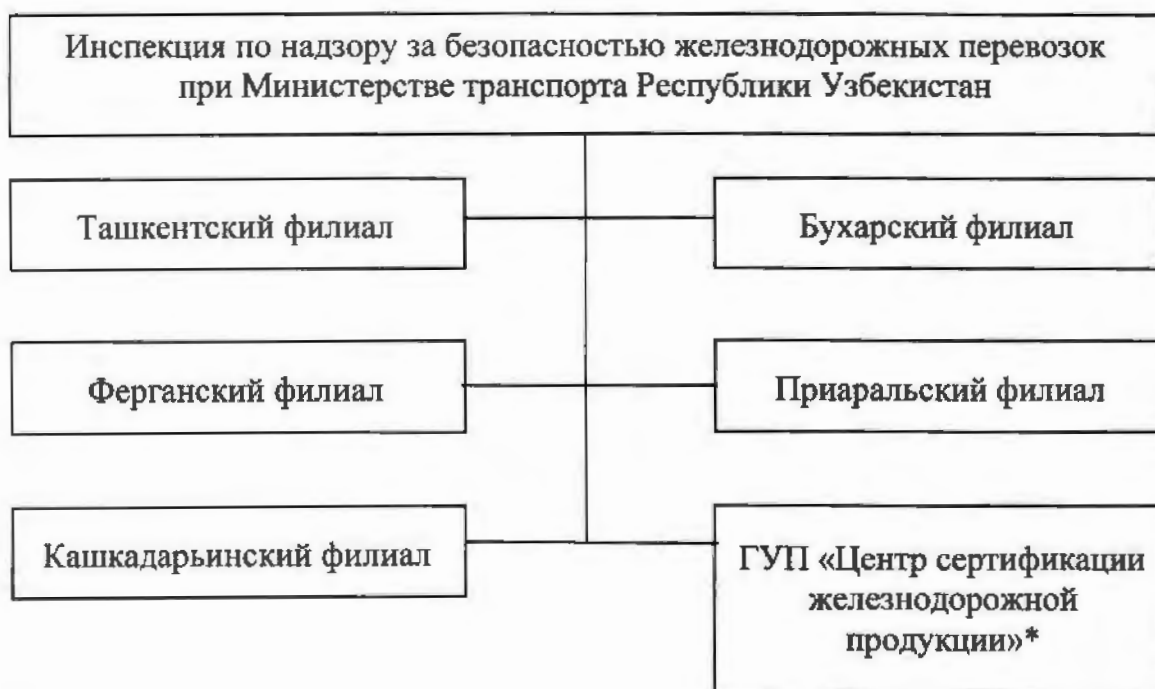 Инспекция по надзору за безопасностью железнодорожных перевозок
при Министерстве транспорта Республики Узбекистан
Ташкентский филиал
Бухарский филиал
Ферганский филиал
Приаральский филиал
Кашкадарьинский филиал
ГУП «Центр сертификации
железнодорожной
продукции»*